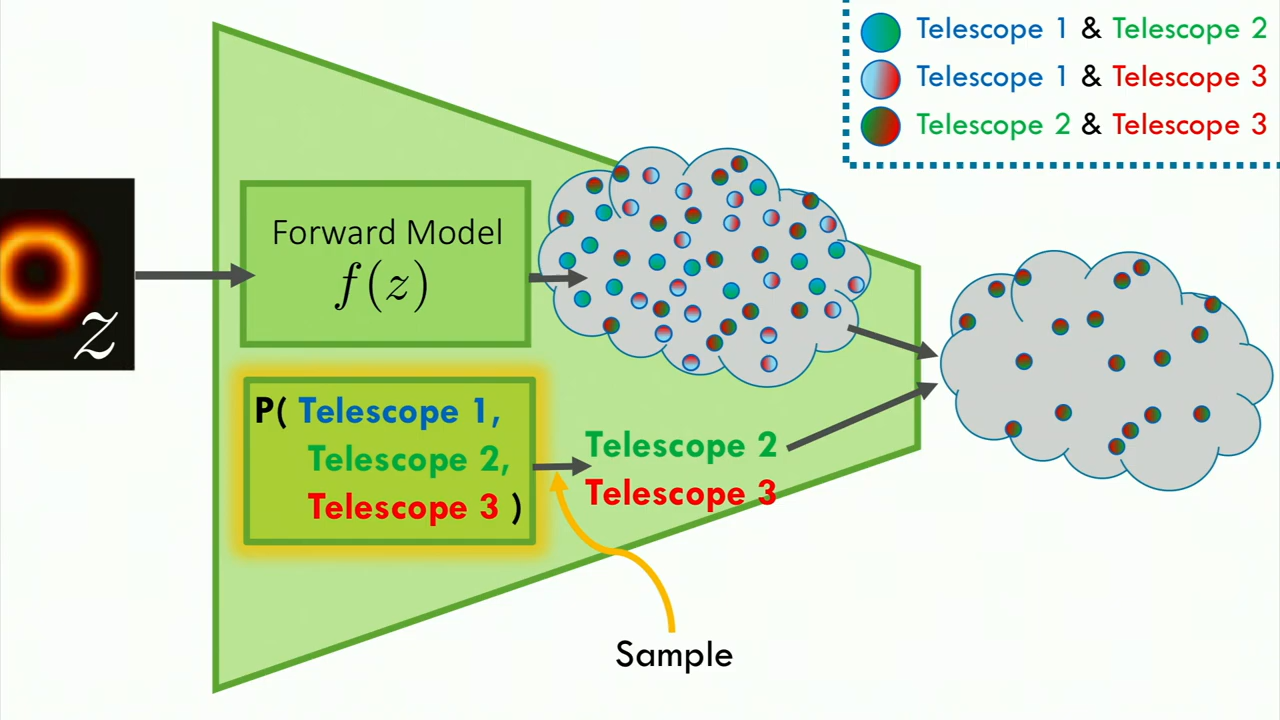 Telescope 1 & Telescope 2
Telescope 1 & Telescope 3
Telescope 2 & Telescope 3
z
Forward Model
f(z)
P( Telescope 1,
Telescope 2,
Telescope 3 )
Telescope 2
Telescope 3
Sample